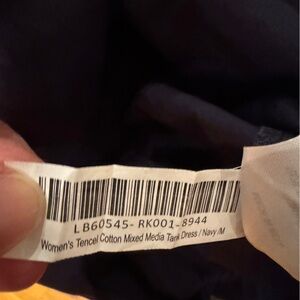 LB60545-RK001-8944
Women's Tencel Cotton Mixed Media Tank Dress / Navy /M